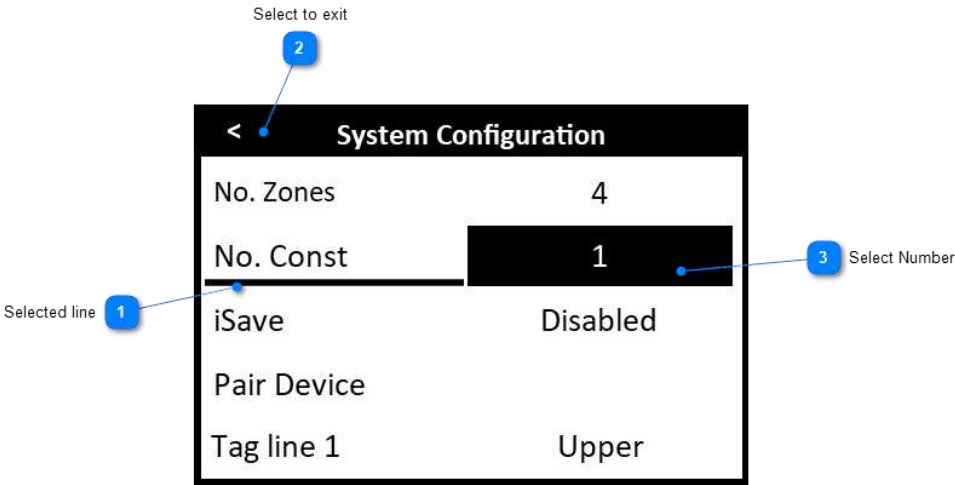 Select to exit
2
< System Configuration
No. Zones 4
No. Const 1
3 Select Number
Selected line 1
iSave Disabled
Pair Device
Tag line 1 Upper